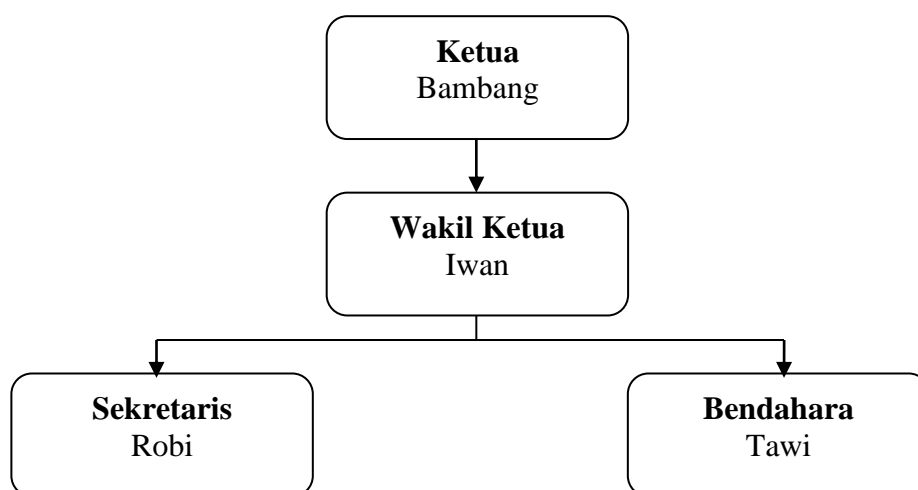 Ketua
Bambang
Wakil Ketua
Iwan
Sekretaris
Robi
Bendahara
Tawi